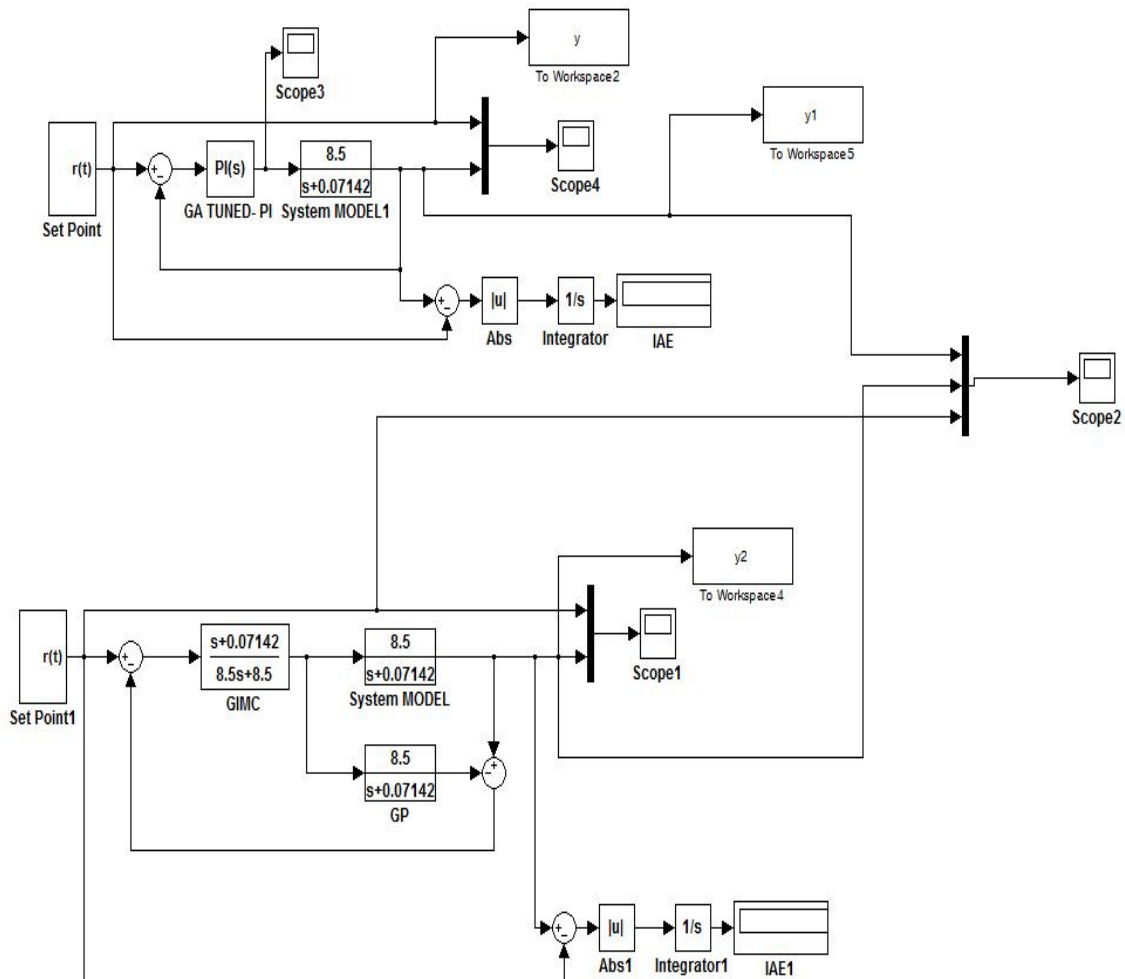 y
To Workspace2
Scope3
y1
To Workspace5
r(t)
Set Point
+
-
PI(s)
GA TUNED- PI
8.5
s+0.07142
System MODEL1
Scope4
+
-
|u|
Abs
1/s
Integrator
IAE
Scope2
y2
To Workspace4
r(t)
Set Point1
+
-
s+0.07142
8.5s+8.5
GIMC
8.5
s+0.07142
System MODEL
Scope1
8.5
s+0.07142
GP
+
-
+
-
|u|
Abs1
1/s
Integrator1
IAE1